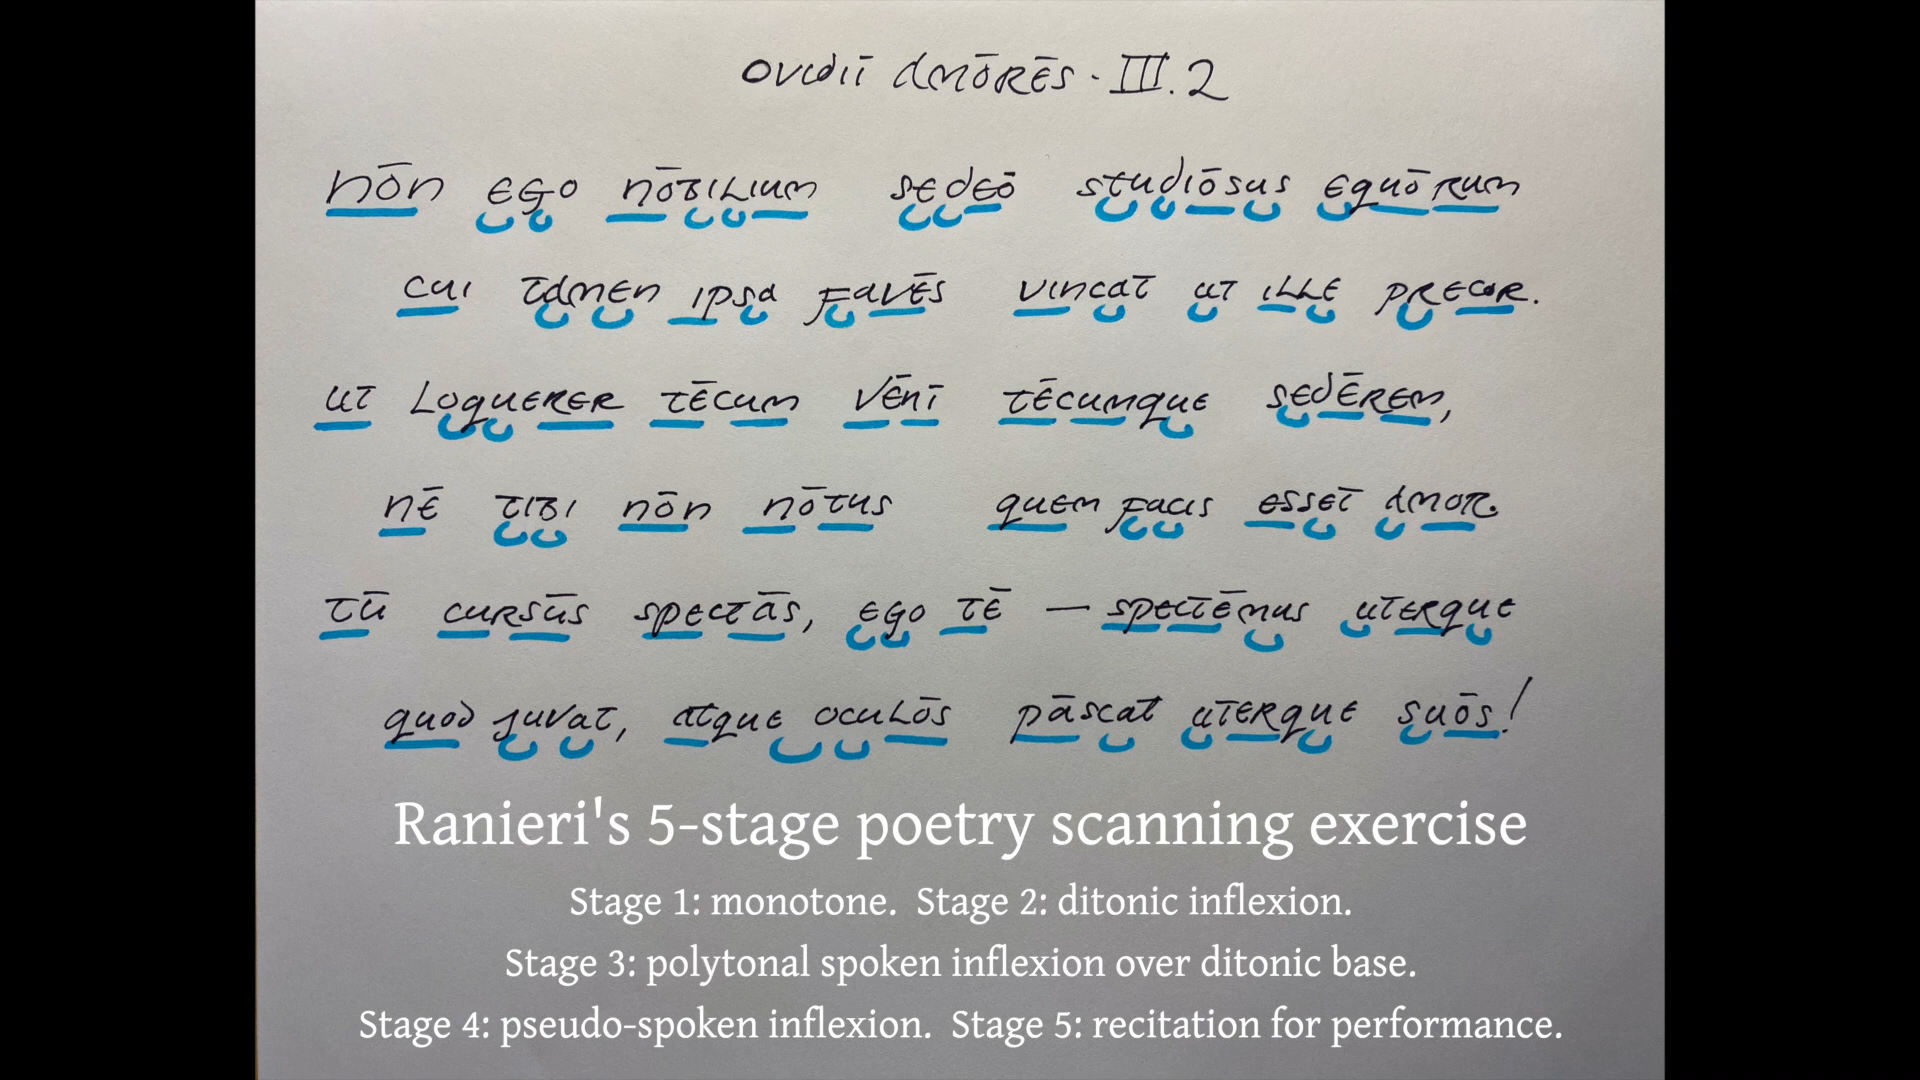 ovidiī amōrēs · III.2
nōn ego nōbilium sedeō studiōsus equōrum
cui tamen ipsa favēs vincat ut ille precor.
ut loquerer tēcum vēnī tēcumque sedērem,
nē tibi nōn nōtus quem facis esset amor.
tū cursūs spectās, ego tē — spectēmus uterque
quod juvat, atque oculōs pāscat uterque suōs!
Ranieri's 5-stage poetry scanning exercise
Stage 1: monotone. Stage 2: ditonic inflexion.
Stage 3: polytonal spoken inflexion over ditonic base.
Stage 4: pseudo-spoken inflexion. Stage 5: recitation for performance.